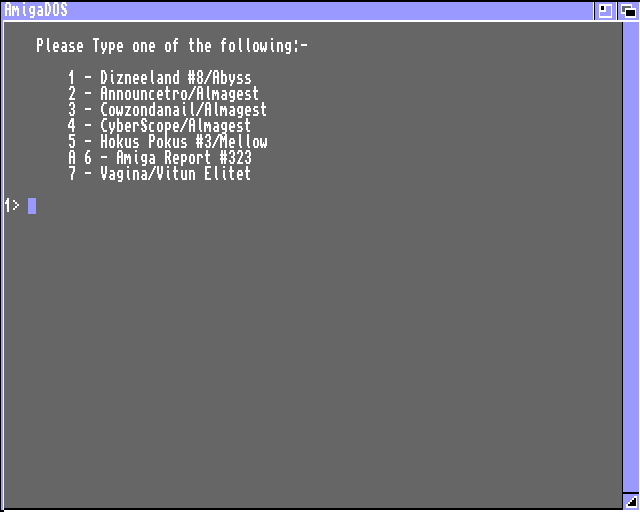 AmigaDOS
Please Type one of the following:-
1 - Dizneeland #8/Abyss
2 - Announcetro/Almagest
3 - Cowzondanail/Almagest
4 - CyberScope/Almagest
5 - Hokus Pokus #3/Mellow
A 6 - Amiga Report #323
7 - Vagina/Vitun Elitet
1>